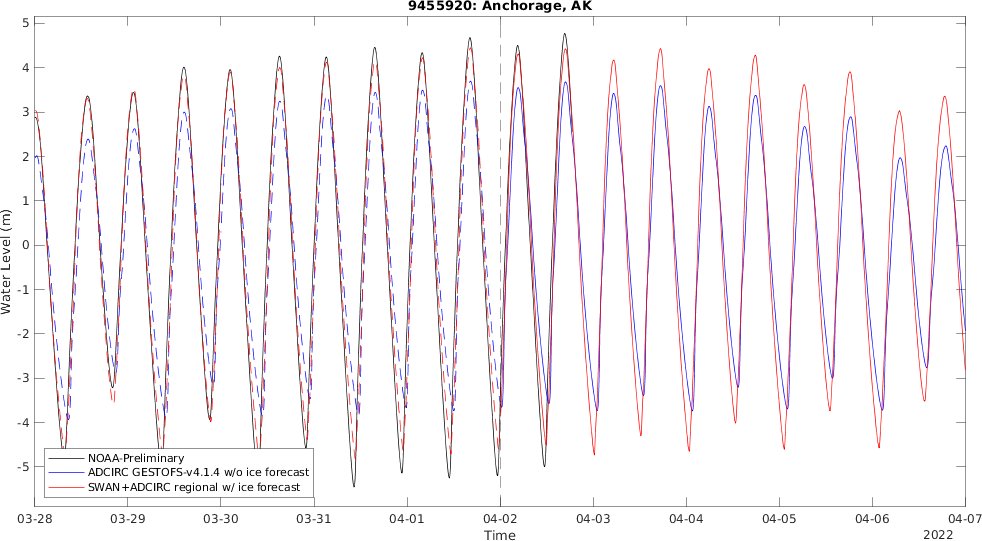 9455920: Anchorage, AK
5
4
3
2
1
0
-1
-2
-3
-4
-5
Water Level (m)
NOAA-Preliminary
ADCIRC GESTOFS-v4.1.4 w/o ice forecast
SWAN+ADCIRC regional w/ ice forecast
03-28 03-29 03-30 03-31 04-01 04-02 04-03 04-04 04-05 04-06 04-07
Time
2022